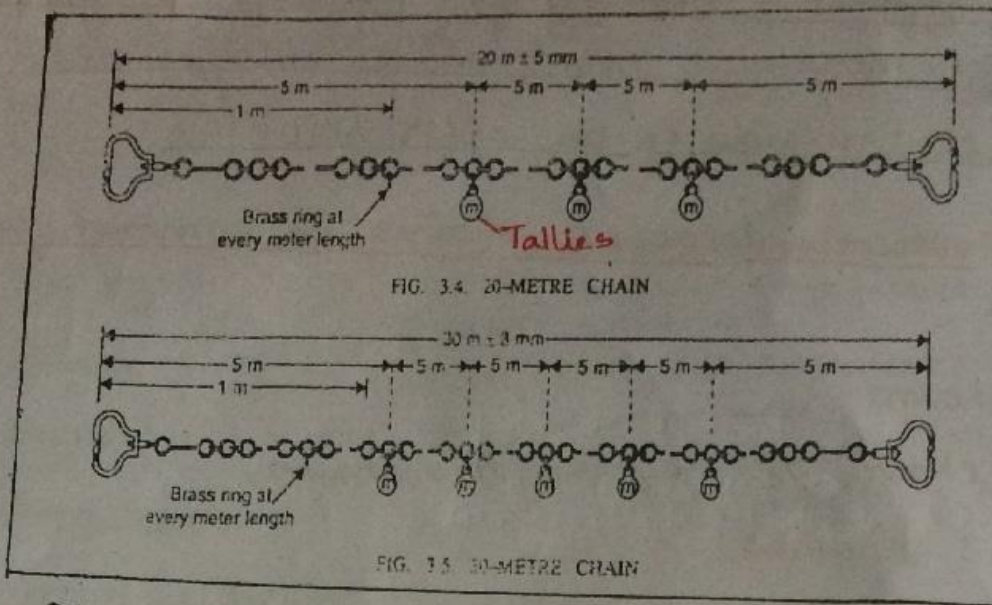 20 m ± 5 mm
5 m 5 m 5 m 5 m
1 m
Brass ring at
every meter length
m m m
Tallies
FIG. 3.4. 20-METRE CHAIN
30 m ± 8 mm
5 m 5 m 5 m 5 m 5 m 5 m
1 m
m m m m m
Brass ring at
every meter length
FIG. 3.5. 30-METRE CHAIN